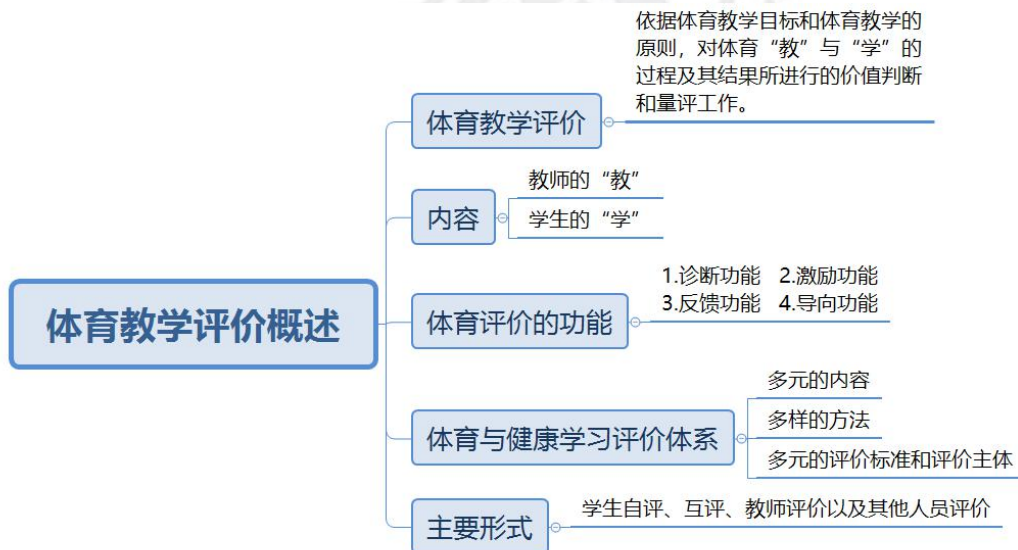 依据体育教学目标和体育教学的
原则，对体育“教”与“学”的
过程及其结果所进行的价值判断
和量评工作。
体育教学评价
教师的“教”
内容
学生的“学”
1.诊断功能 2.激励功能
3.反馈功能 4.导向功能
体育评价的功能
体育教学评价概述
多元的内容
多样的方法
体育与健康学习评价体系
多元的评价标准和评价主体
学生自评、互评、教师评价以及其他人员评价
主要形式